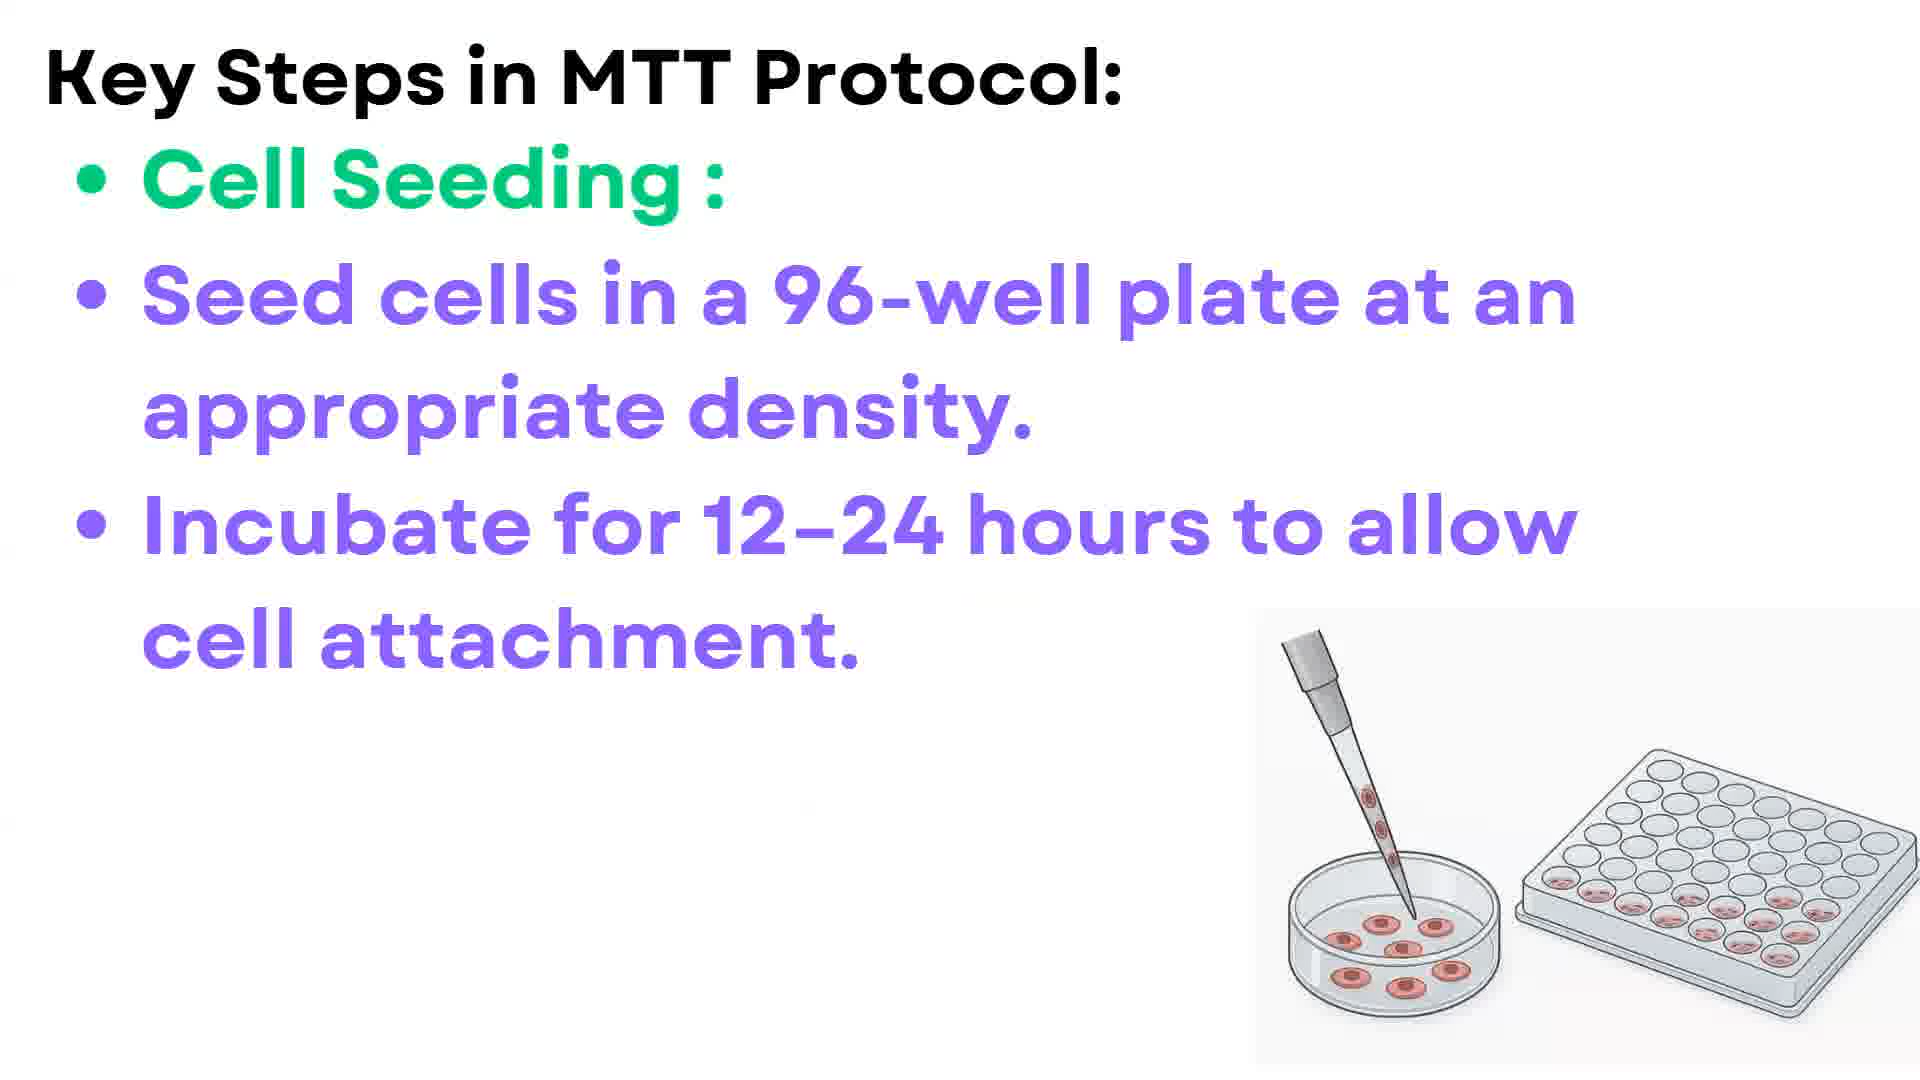 Key Steps in MTT Protocol:
• Cell Seeding :
• Seed cells in a 96-well plate at an
appropriate density.
• Incubate for 12–24 hours to allow
cell attachment.